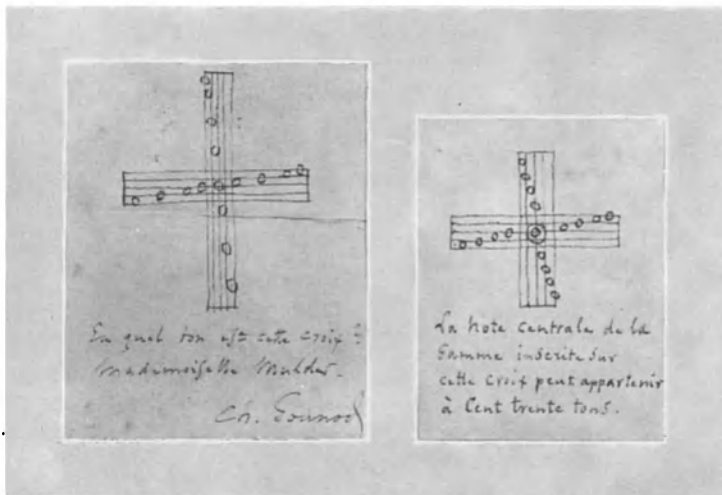 En quel ton est cette croix?
Mademoiselle Mulder.
Ch. Gounod
La note centrale de la
Gamme inscrite sur
cette croix peut appartenir
à Cent trente tons.